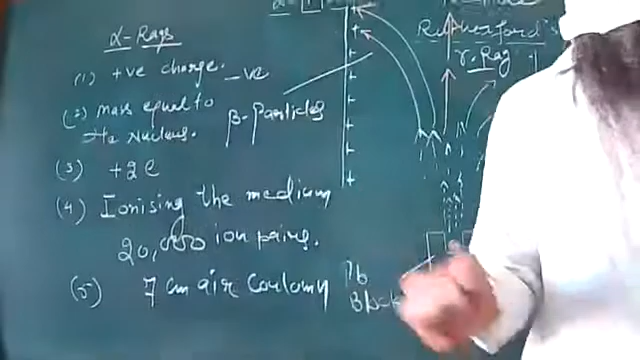 α-Rays
(1) +ve charge.
-ve
(2) mass equal to
He Nucleus.
β-Particles
(3) +2e
(4) Ionising the medium
20,000 ion pairs.
(5) 7 cm air Coulomn
Pb
Block
Rutherford's
γ-Ray